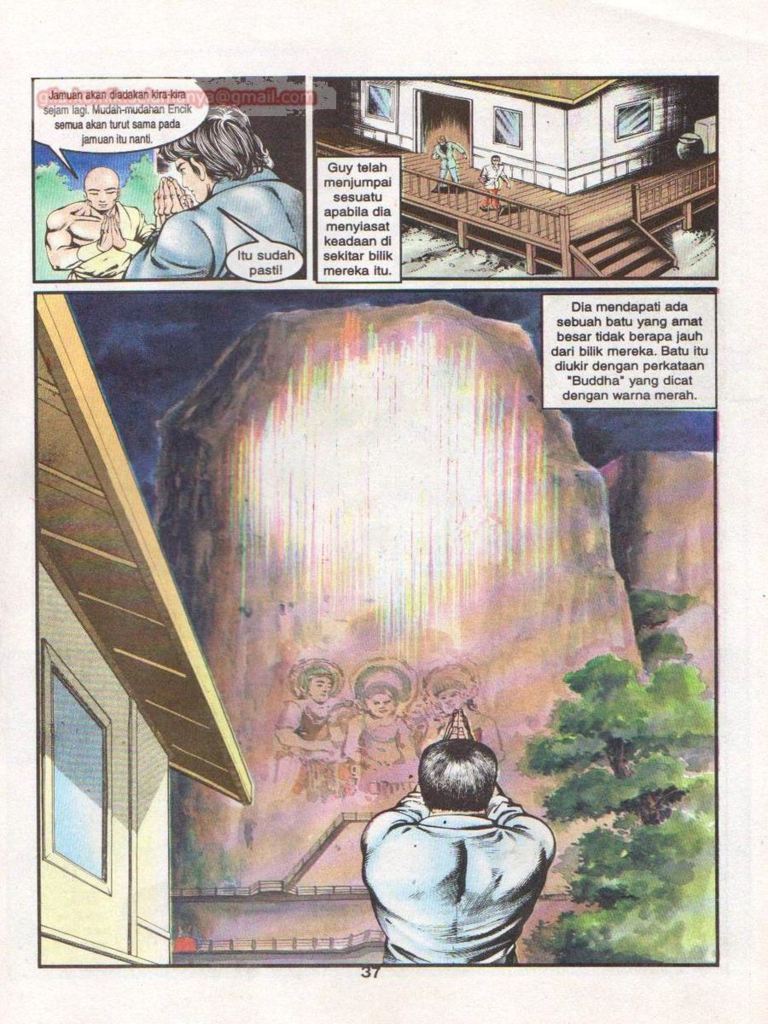 Jamuan akan diadakan kira-kira
sejam lagi. Mudah-mudahan Encik
semua akan turut sama pada
jamuan itu nanti.
Itu sudah
pasti!
Guy telah
menjumpai
sesuatu
apabila dia
menyiasat
keadaan di
sekitar bilik
mereka itu.
Dia mendapati ada
sebuah batu yang amat
besar tidak berapa jauh
dari bilik mereka. Batu itu
diukir dengan perkataan
"Buddha" yang dicat
dengan warna merah.
37